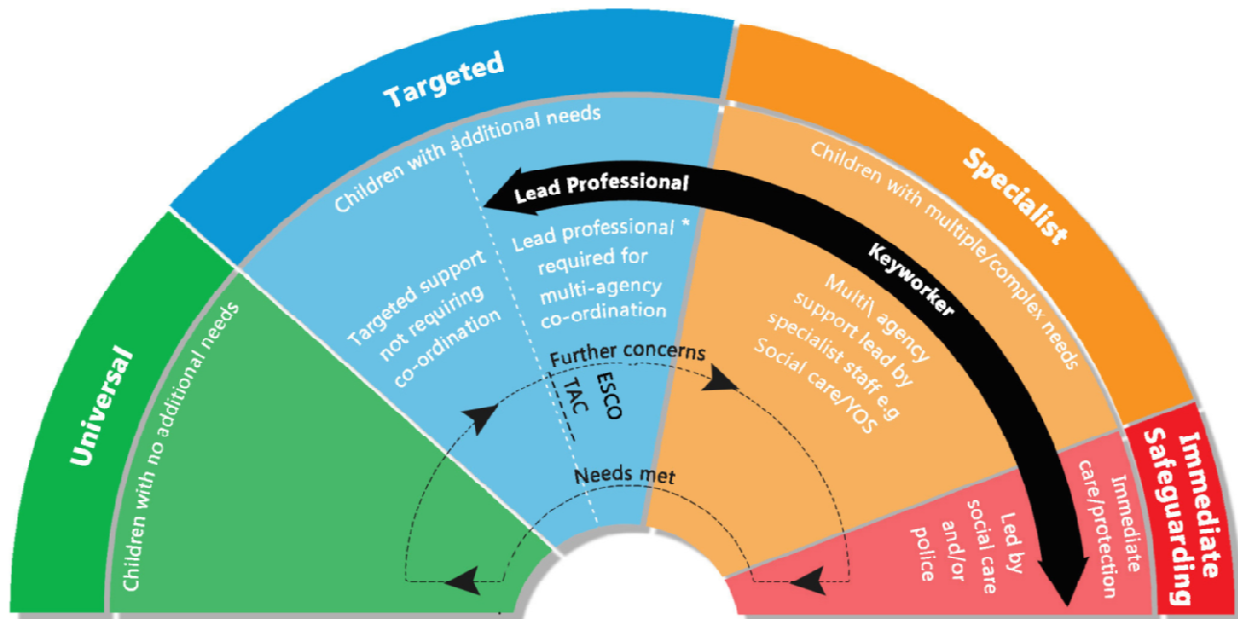 Universal
Children with no additional needs
Targeted
Children with additional needs
Targeted support
not requiring
co-ordination
Lead Professional
Lead professional *
required for
multi-agency
co-ordination
Further concerns
TAC
ESCO
Needs met
Specialist
Children with multiple/complex needs
Keyworker
Multi\ agency
support lead by
specialist staff e.g
Social care/YOS
Immediate
Safeguarding
Immediate
care/protection
Led by
social care
and/or
police